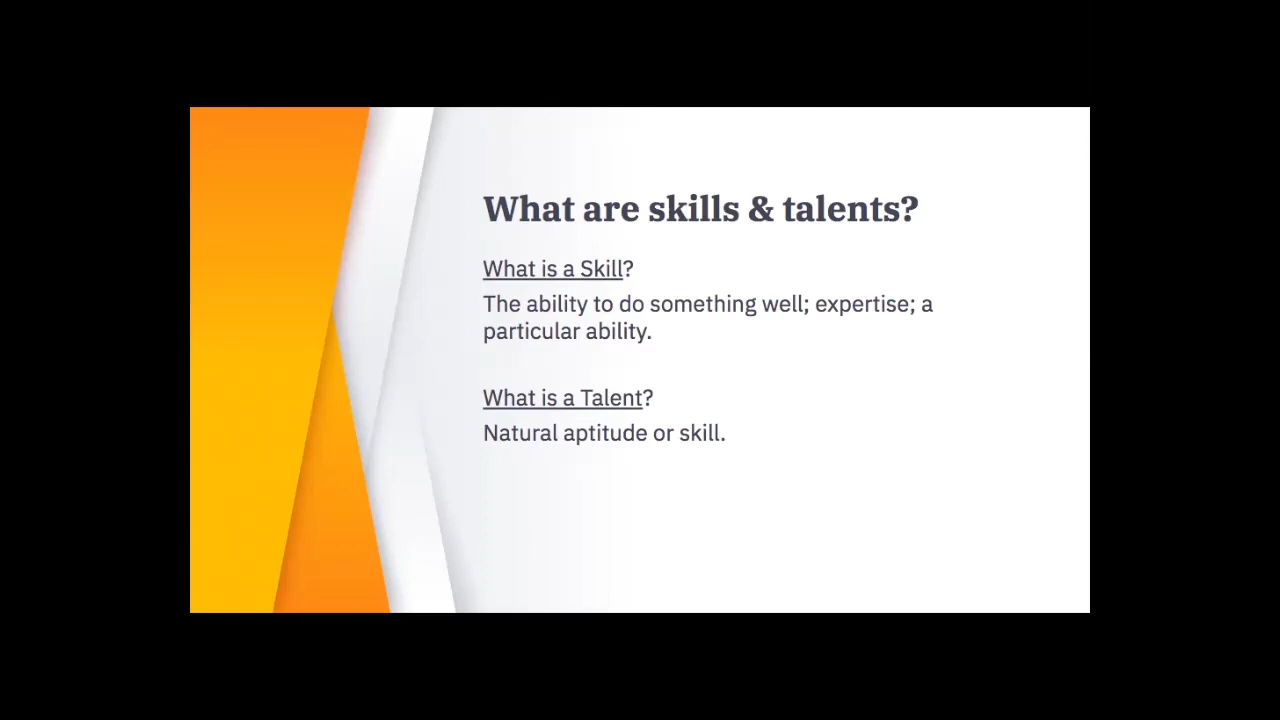 What are skills & talents?
What is a Skill?
The ability to do something well; expertise; a
particular ability.
What is a Talent?
Natural aptitude or skill.